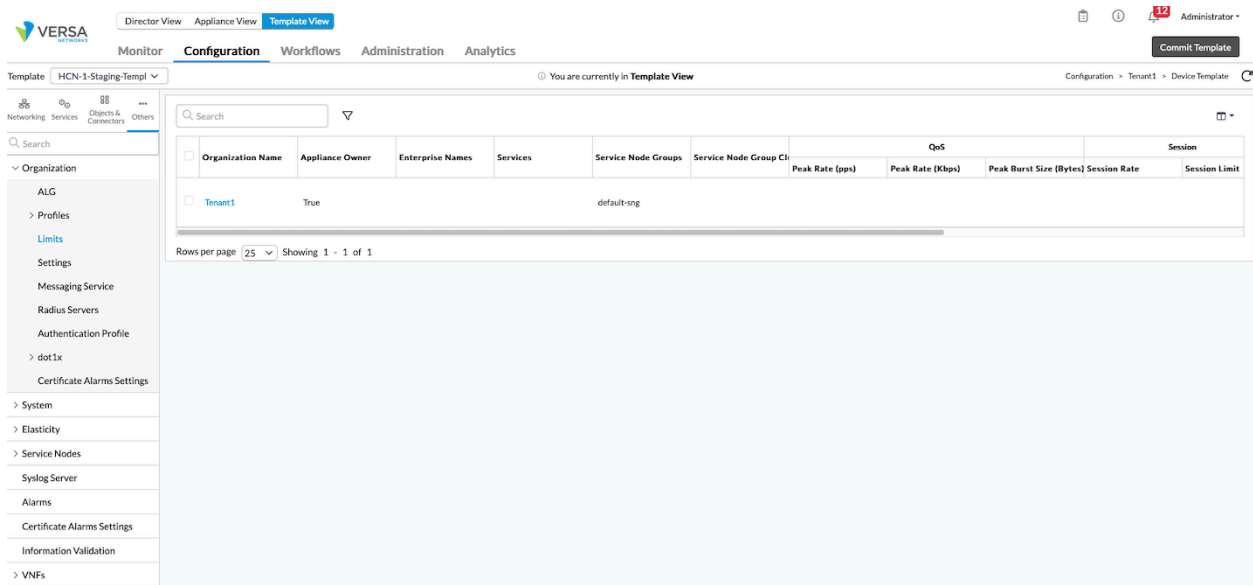 VERSA
NETWORKS
Director View Appliance View Template View
12
Administrator
Monitor Configuration Workflows Administration Analytics
Commit Template
Template HCN-1-Staging-Templ
You are currently in Template View
Configuration > Tenant1 > Device Template
Networking Services Objects & Connectors Others
Search
Search
Organization
ALG
Profiles
Limits
Settings
Messaging Service
Radius Servers
Authentication Profile
dot1x
Certificate Alarms Settings
System
Elasticity
Service Nodes
Syslog Server
Alarms
Certificate Alarms Settings
Information Validation
VNFs
Organization Name Appliance Owner Enterprise Names Services Service Node Groups Service Node Group Cl QoS Session
Peak Rate (pps) Peak Rate (Kbps) Peak Burst Size (Bytes) Session Rate Session Limit
Tenant1 True default-sng
Rows per page 25 Showing 1 - 1 of 1